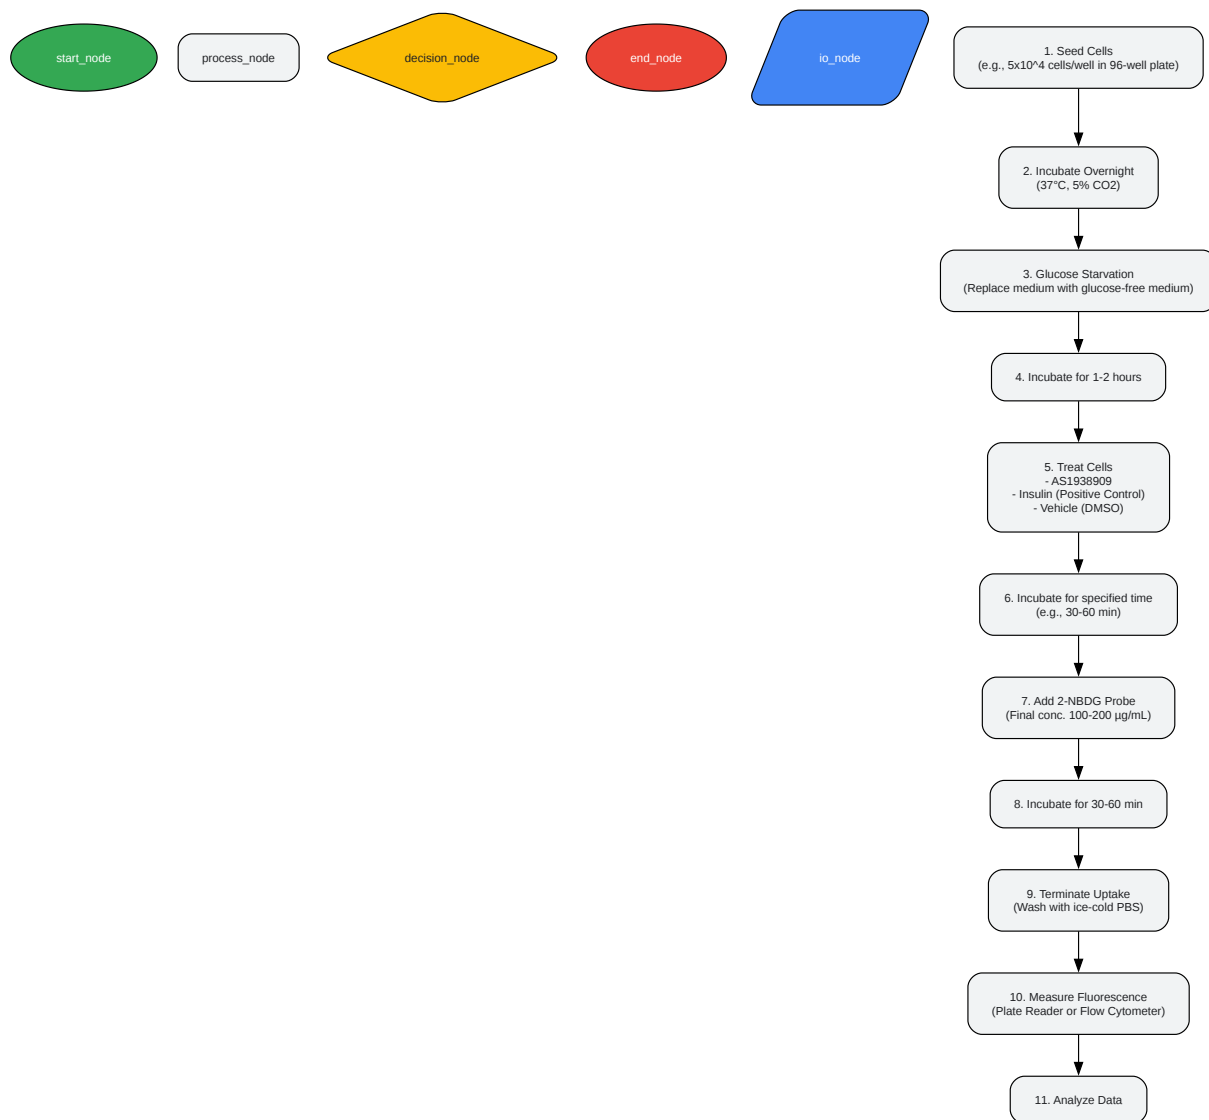 start_node
process_node
decision_node
end_node
io_node
1. Seed Cells
(e.g., 5x10^4 cells/well in 96-well plate)
2. Incubate Overnight
(37°C, 5% CO2)
3. Glucose Starvation
(Replace medium with glucose-free medium)
4. Incubate for 1-2 hours
5. Treat Cells
- AS1938909
- Insulin (Positive Control)
- Vehicle (DMSO)
6. Incubate for specified time
(e.g., 30-60 min)
7. Add 2-NBDG Probe
(Final conc. 100-200 µg/mL)
8. Incubate for 30-60 min
9. Terminate Uptake
(Wash with ice-cold PBS)
10. Measure Fluorescence
(Plate Reader or Flow Cytometer)
11. Analyze Data